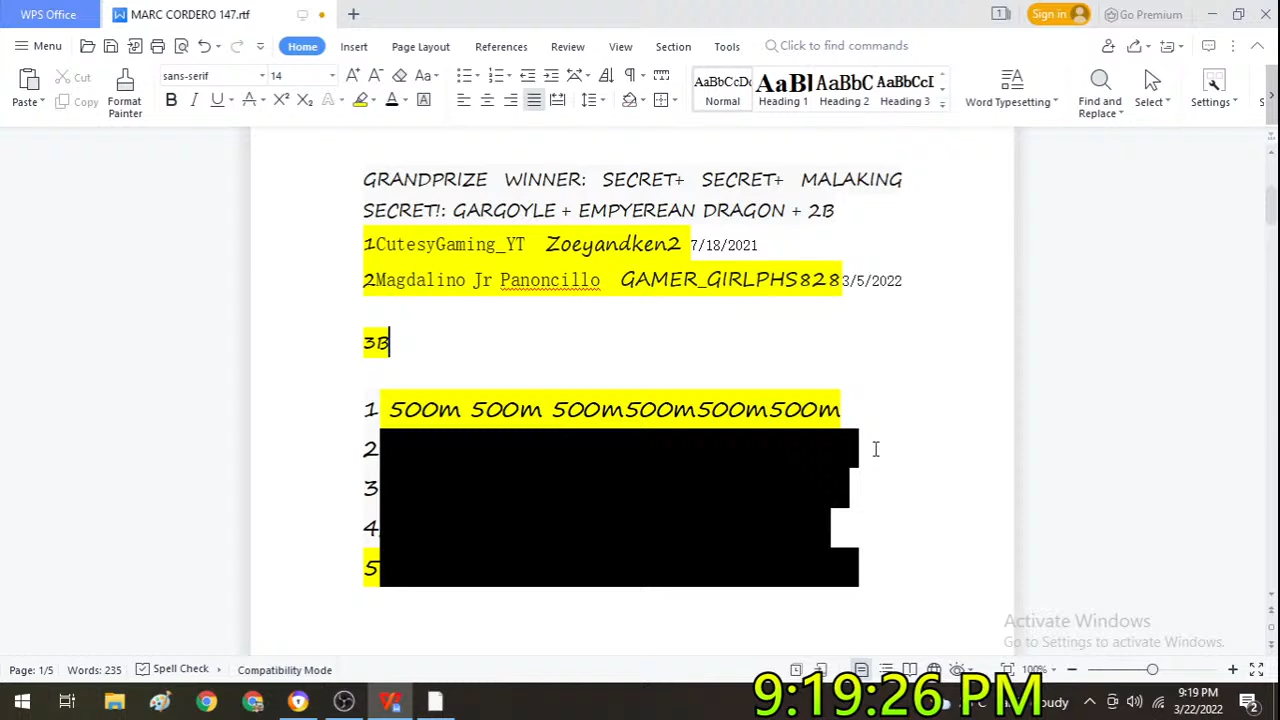 WPS Office MARC CORDERO 147.rtf Sign in Go Premium
Menu Home Insert Page Layout References Review View Section Tools Click to find commands
Paste Cut Copy Format Painter sans-serif 14 AaBbCcDd Normal AaBl Heading 1 AaBbC Heading 2 AaBbCcI Heading 3 Word Typesetting Find and Replace Select Settings
GRANDPRIZE WINNER: SECRET+ SECRET+ MALAKING
SECRET!: GARGOYLE + EMPYEREAN DRAGON + 2B
1CutesyGaming_YT Zoeyandken2 7/18/2021
2Magdalino Jr Panoncillo GAMER_GIRLPHS828 3/5/2022
3B
1 500m 500m 500m500m500m500m
2
3
4
5
Activate Windows
Go to Settings to activate Windows.
Page: 1/5 Words: 235 Spell Check Compatibility Mode 100%
9:19:26 PM
9:19 PM
3/22/2022
2